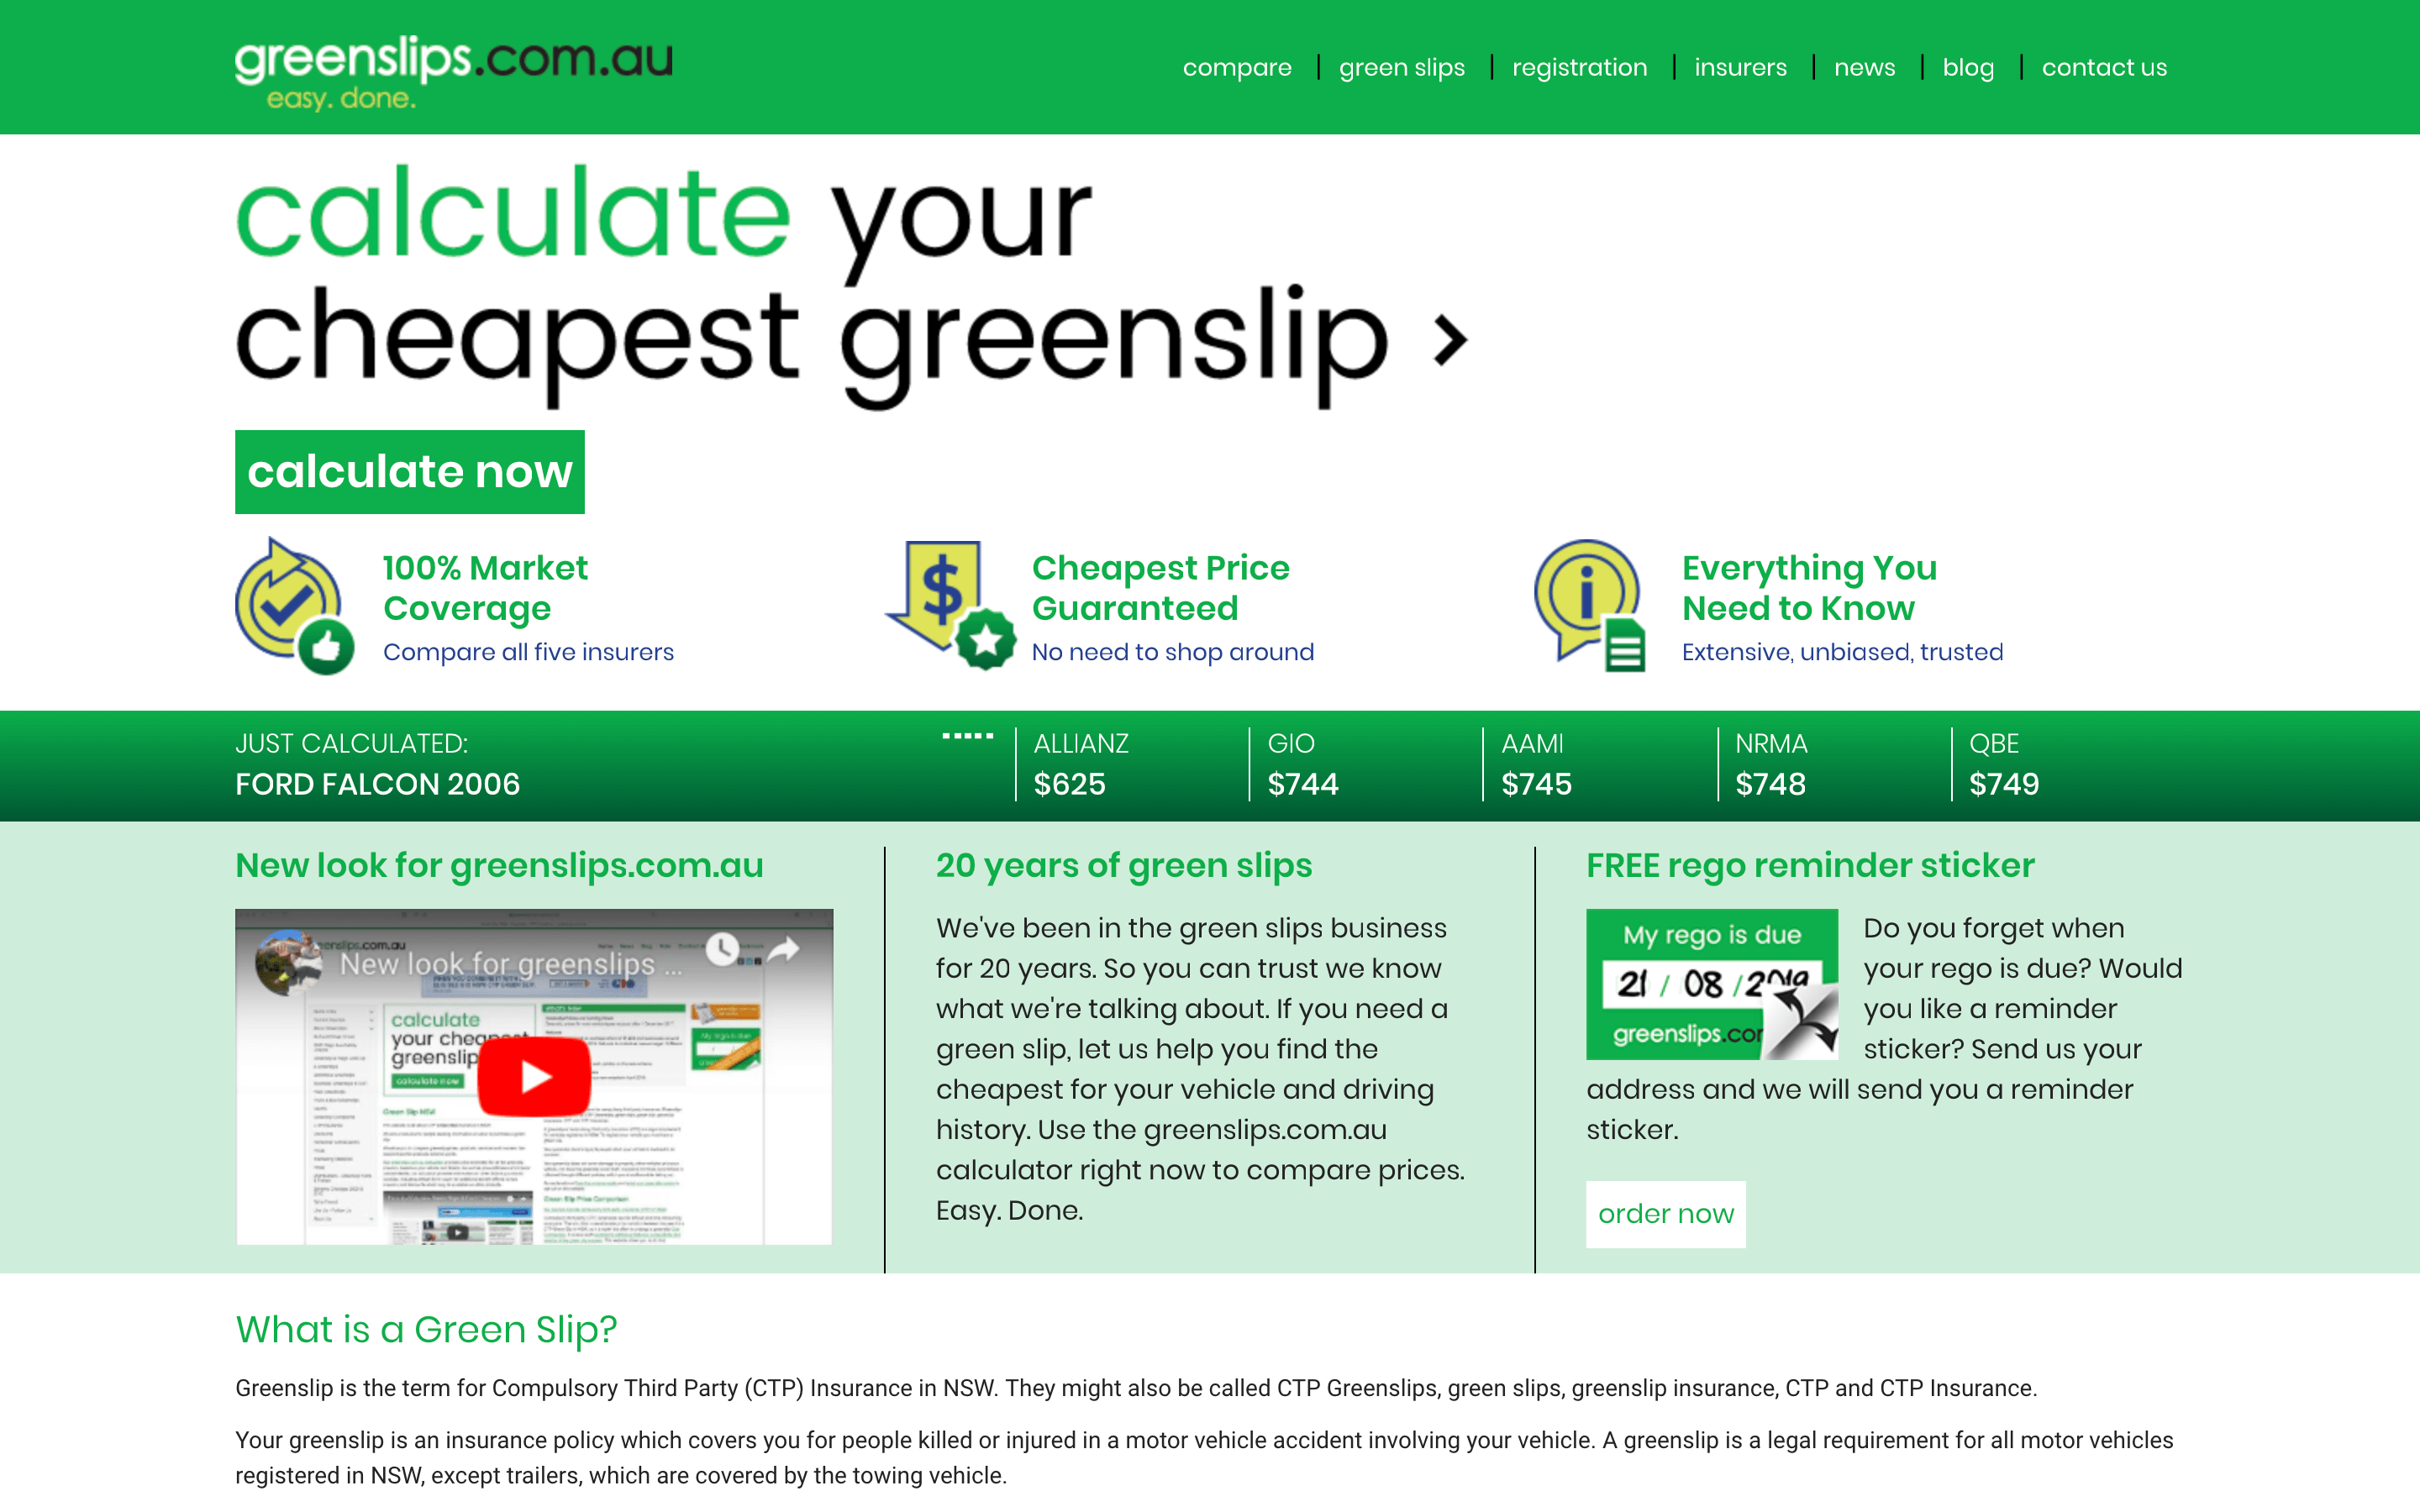 greenslips.com.au
easy. done.
compare
green slips
registration
insurers
news
blog
contact us
calculate your
cheapest greenslip ›
calculate now
100% Market
Coverage
Compare all five insurers
Cheapest Price
Guaranteed
No need to shop around
Everything You
Need to Know
Extensive, unbiased, trusted
JUST CALCULATED:
FORD FALCON 2006
ALLIANZ
$625
GIO
$744
AAMI
$745
NRMA
$748
QBE
$749
New look for greenslips.com.au
New look for greenslips ...
calculate
your cheapest
greenslip
calculate now
20 years of green slips
We've been in the green slips business
for 20 years. So you can trust we know
what we're talking about. If you need a
green slip, let us help you find the
cheapest for your vehicle and driving
history. Use the greenslips.com.au
calculator right now to compare prices.
Easy. Done.
FREE rego reminder sticker
My rego is due
21 / 08 / 2019
greenslips.com
Do you forget when
your rego is due? Would
you like a reminder
sticker? Send us your
address and we will send you a reminder
sticker.
order now
What is a Green Slip?
Greenslip is the term for Compulsory Third Party (CTP) Insurance in NSW. They might also be called CTP Greenslips, green slips, greenslip insurance, CTP and CTP Insurance.
Your greenslip is an insurance policy which covers you for people killed or injured in a motor vehicle accident involving your vehicle. A greenslip is a legal requirement for all motor vehicles
registered in NSW, except trailers, which are covered by the towing vehicle.